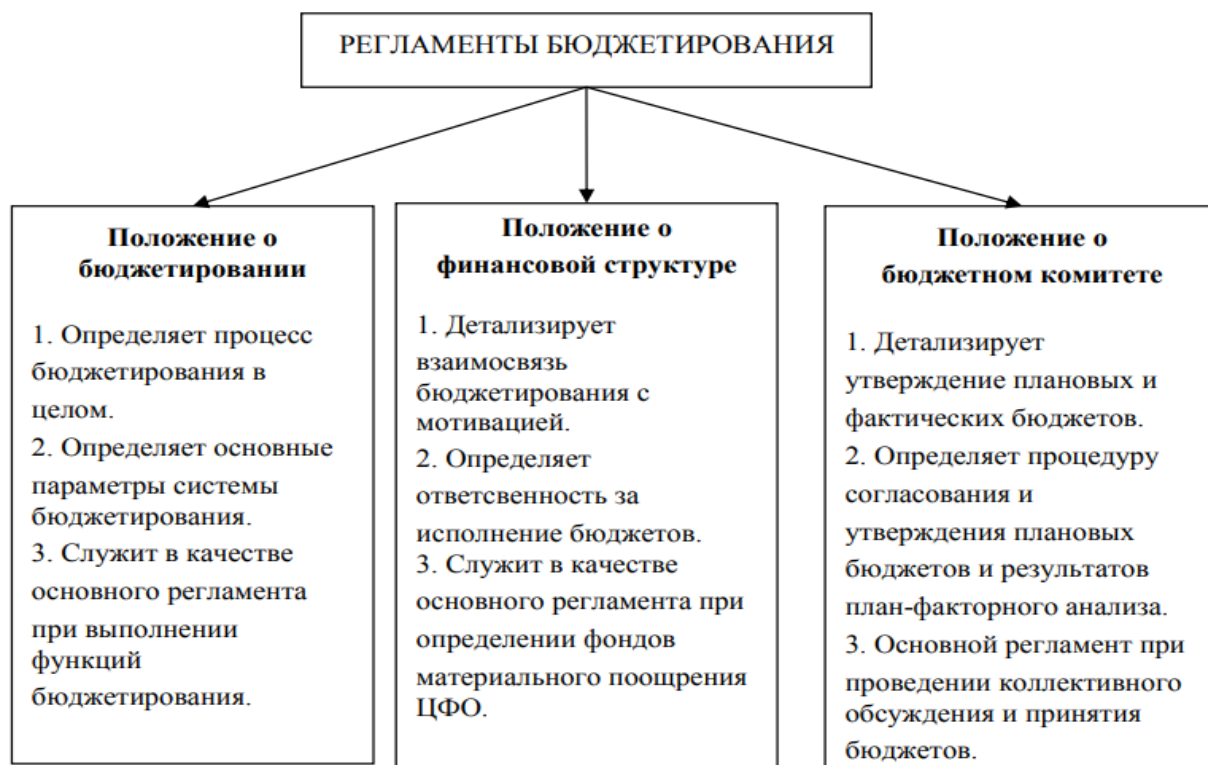 РЕГЛАМЕНТЫ БЮДЖЕТИРОВАНИЯ
Положение о
бюджетировании
1. Определяет процесс
бюджетирования в
целом.
2. Определяет основные
параметры системы
бюджетирования.
3. Служит в качестве
основного регламента
при выполнении
функций
бюджетирования.
Положение о
финансовой структуре
1. Детализирует
взаимосвязь
бюджетирования с
мотивацией.
2. Определяет
ответсвенность за
исполнение бюджетов.
3. Служит в качестве
основного регламента при
определении фондов
материального поощрения
ЦФО.
Положение о
бюджетном комитете
1. Детализирует
утверждение плановых и
фактических бюджетов.
2. Определяет процедуру
согласования и
утверждения плановых
бюджетов и результатов
план-факторного анализа.
3. Основной регламент при
проведении коллективного
обсуждения и принятия
бюджетов.